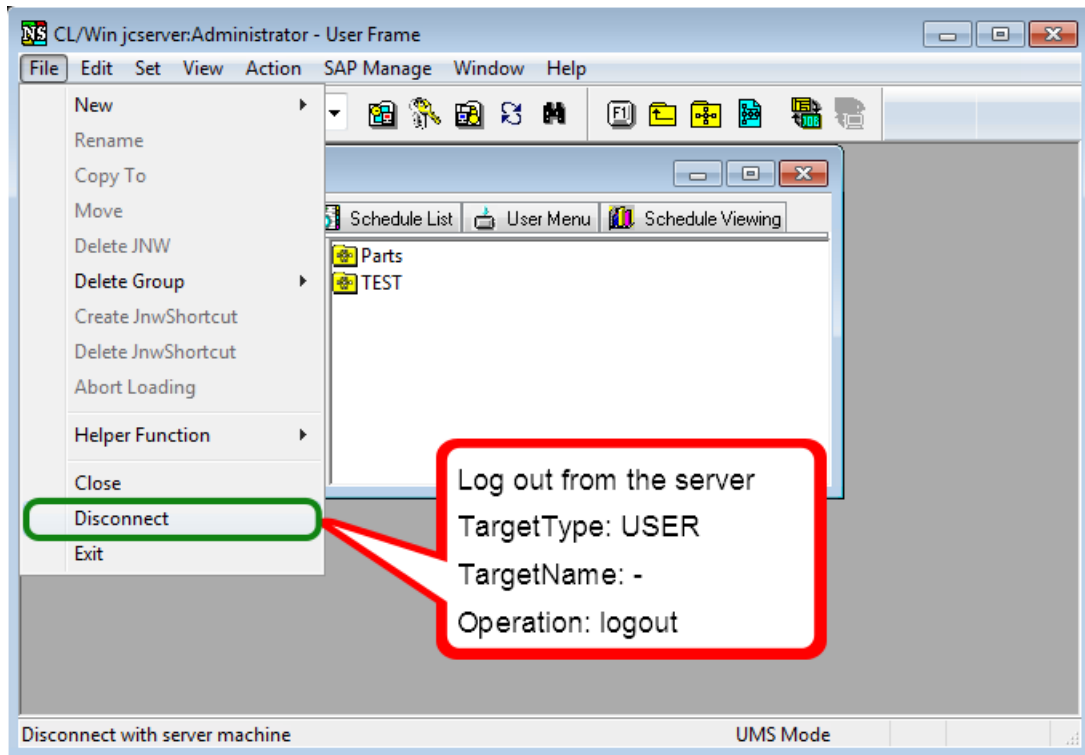 NS CL/Win jcserver:Administrator - User Frame
File Edit Set View Action SAP Manage Window Help
New
Rename
Copy To
Move
Delete JNW
Delete Group
Create JnwShortcut
Delete JnwShortcut
Abort Loading
Helper Function
Close
Disconnect
Exit
F1
JOB
Schedule List User Menu Schedule Viewing
Parts
TEST
Log out from the server
TargetType: USER
TargetName: -
Operation: logout
Disconnect with server machine UMS Mode